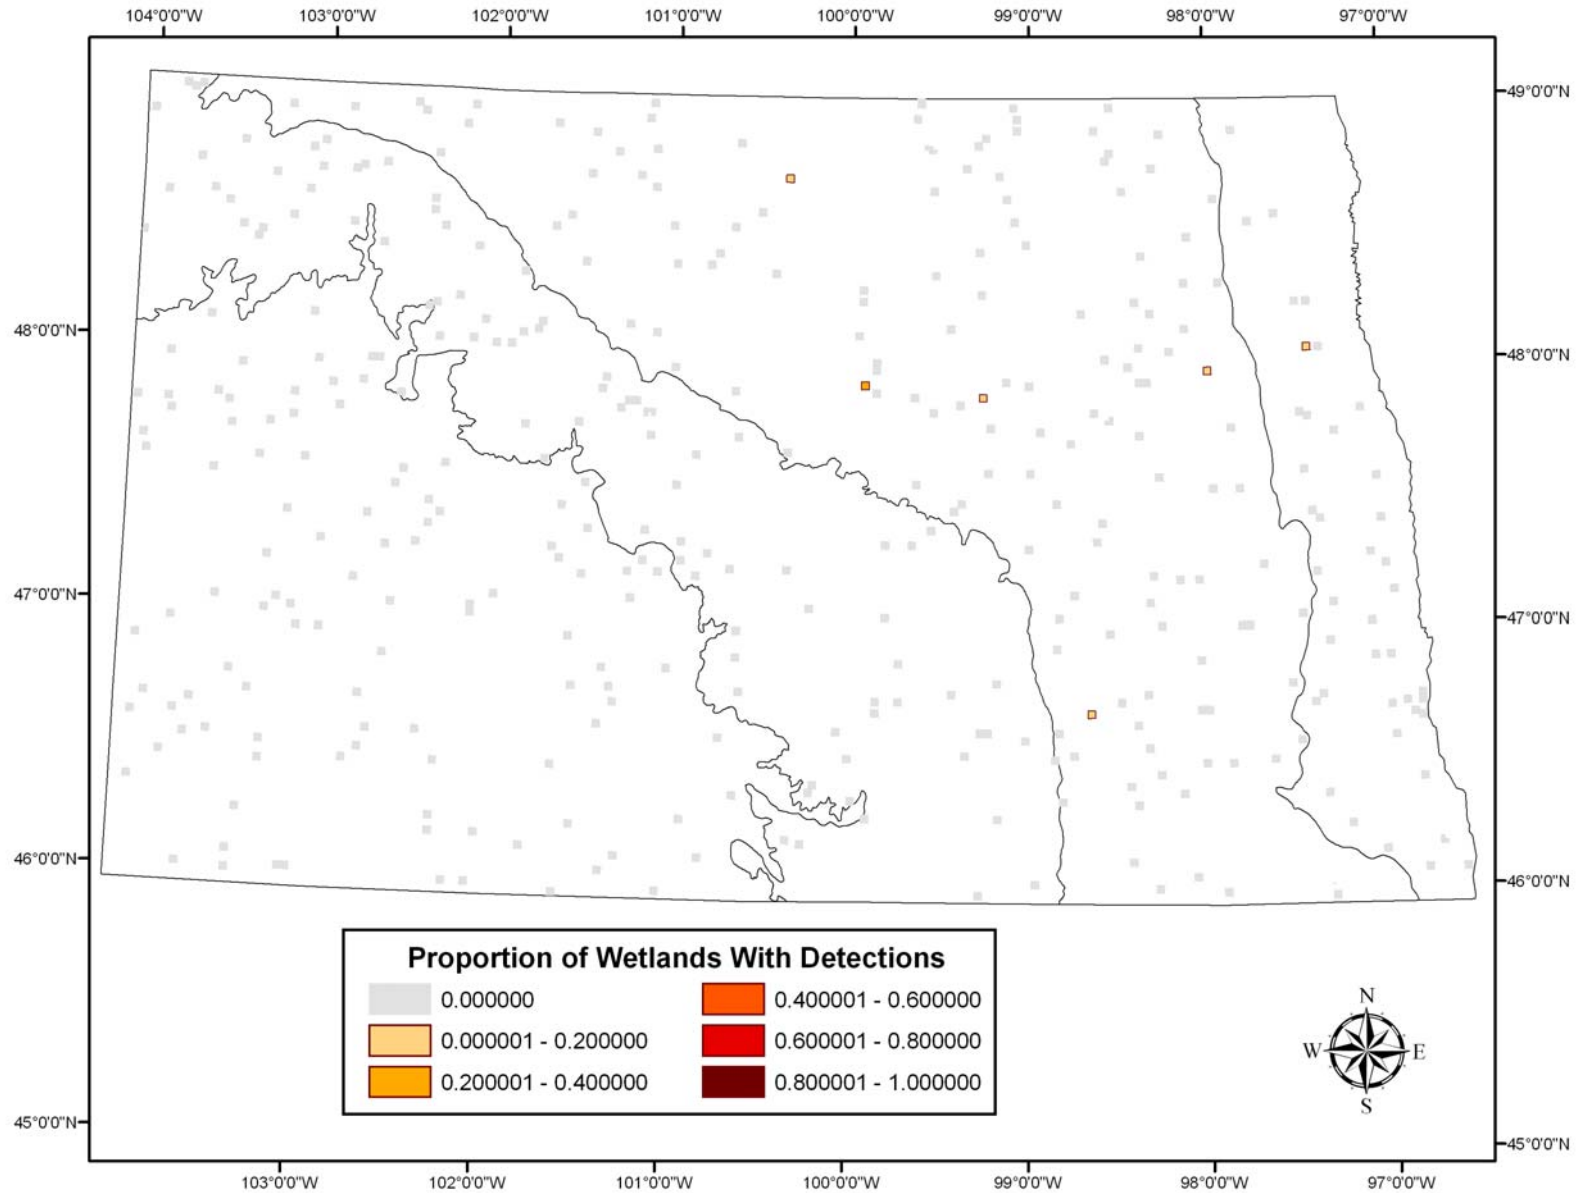 104°0'0"W 103°0'0"W 102°0'0"W 101°0'0"W 100°0'0"W 99°0'0"W 98°0'0"W 97°0'0"W
49°0'0"N
48°0'0"N
48°0'0"N
47°0'0"N
47°0'0"N
46°0'0"N
46°0'0"N
Proportion of Wetlands With Detections
0.000000
0.000001 - 0.200000
0.200001 - 0.400000
0.400001 - 0.600000
0.600001 - 0.800000
0.800001 - 1.000000
N
W E
S
45°0'0"N
45°0'0"N
103°0'0"W 102°0'0"W 101°0'0"W 100°0'0"W 99°0'0"W 98°0'0"W 97°0'0"W